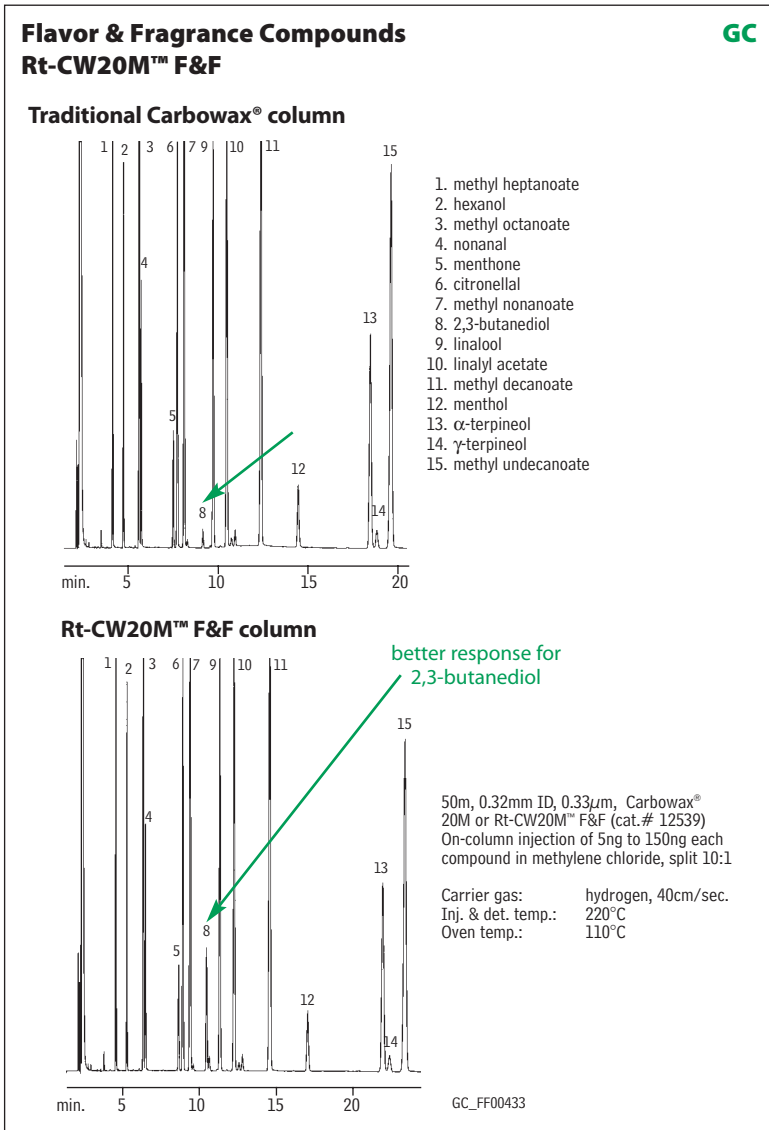 Flavor & Fragrance Compounds
GC
Rt-CW20M™ F&F
Traditional Carbowax® column
1 2 3 6 7 9 10 11 15
4
5
8
12
13
14
1. methyl heptanoate
2. hexanol
3. methyl octanoate
4. nonanal
5. menthone
6. citronellal
7. methyl nonanoate
8. 2,3-butanediol
9. linalool
10. linalyl acetate
11. methyl decanoate
12. menthol
13. α-terpineol
14. γ-terpineol
15. methyl undecanoate
min. 5 10 15 20
Rt-CW20M™ F&F column
better response for
2,3-butanediol
1 2 3 6 7 9 10 11
15
4
5
8
12
13
14
50m, 0.32mm ID, 0.33μm, Carbowax®
20M or Rt-CW20M™ F&F (cat.# 12539)
On-column injection of 5ng to 150ng each
compound in methylene chloride, split 10:1
Carrier gas: hydrogen, 40cm/sec.
Inj. & det. temp.: 220°C
Oven temp.: 110°C
min. 5 10 15 20
GC_FF00433